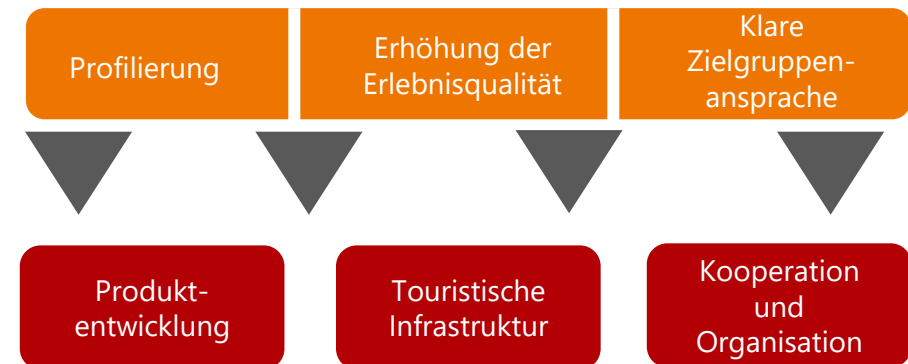 Profilierung
Erhöhung der
Erlebnisqualität
Klare
Zielgruppen-
ansprache
Produkt-
entwicklung
Touristische
Infrastruktur
Kooperation
und
Organisation